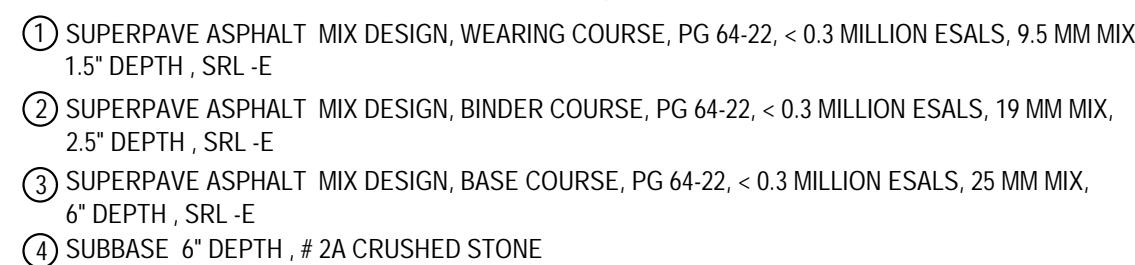 1 SUPERPAVE ASPHALT MIX DESIGN, WEARING COURSE, PG 64-22, < 0.3 MILLION ESALS, 9.5 MM MIX
1.5" DEPTH , SRL -E
2 SUPERPAVE ASPHALT MIX DESIGN, BINDER COURSE, PG 64-22, < 0.3 MILLION ESALS, 19 MM MIX,
2.5" DEPTH , SRL -E
3 SUPERPAVE ASPHALT MIX DESIGN, BASE COURSE, PG 64-22, < 0.3 MILLION ESALS, 25 MM MIX,
6" DEPTH , SRL -E
4 SUBBASE 6" DEPTH , # 2A CRUSHED STONE